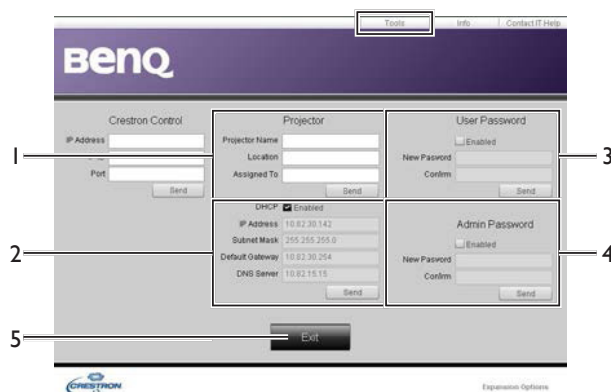 Tools Info Contact IT Help
BenQ
Crestron Control
IP Address
Port
Send
1
Projector
Projector Name
Location
Assigned To
Send
2
DHCP Enabled
IP Address 10.82.30.142
Subnet Mask 255.255.255.0
Default Gateway 10.82.30.254
DNS Server 10.82.15.15
Send
User Password
Enabled
New Pasword
Confirm
Send
3
Admin Password
Enabled
New Pasword
Confirm
Send
4
5
Exit
CRESTRON
Expansion Options